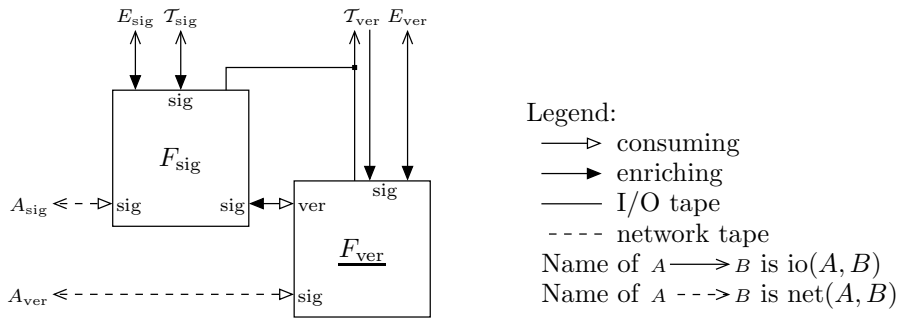 E_sig T_sig T_ver E_ver
sig
F_sig
sig
A_sig sig sig ver
F_ver
A_ver sig
Legend:
consuming
enriching
I/O tape
network tape
Name of A B is io(A, B)
Name of A B is net(A, B)